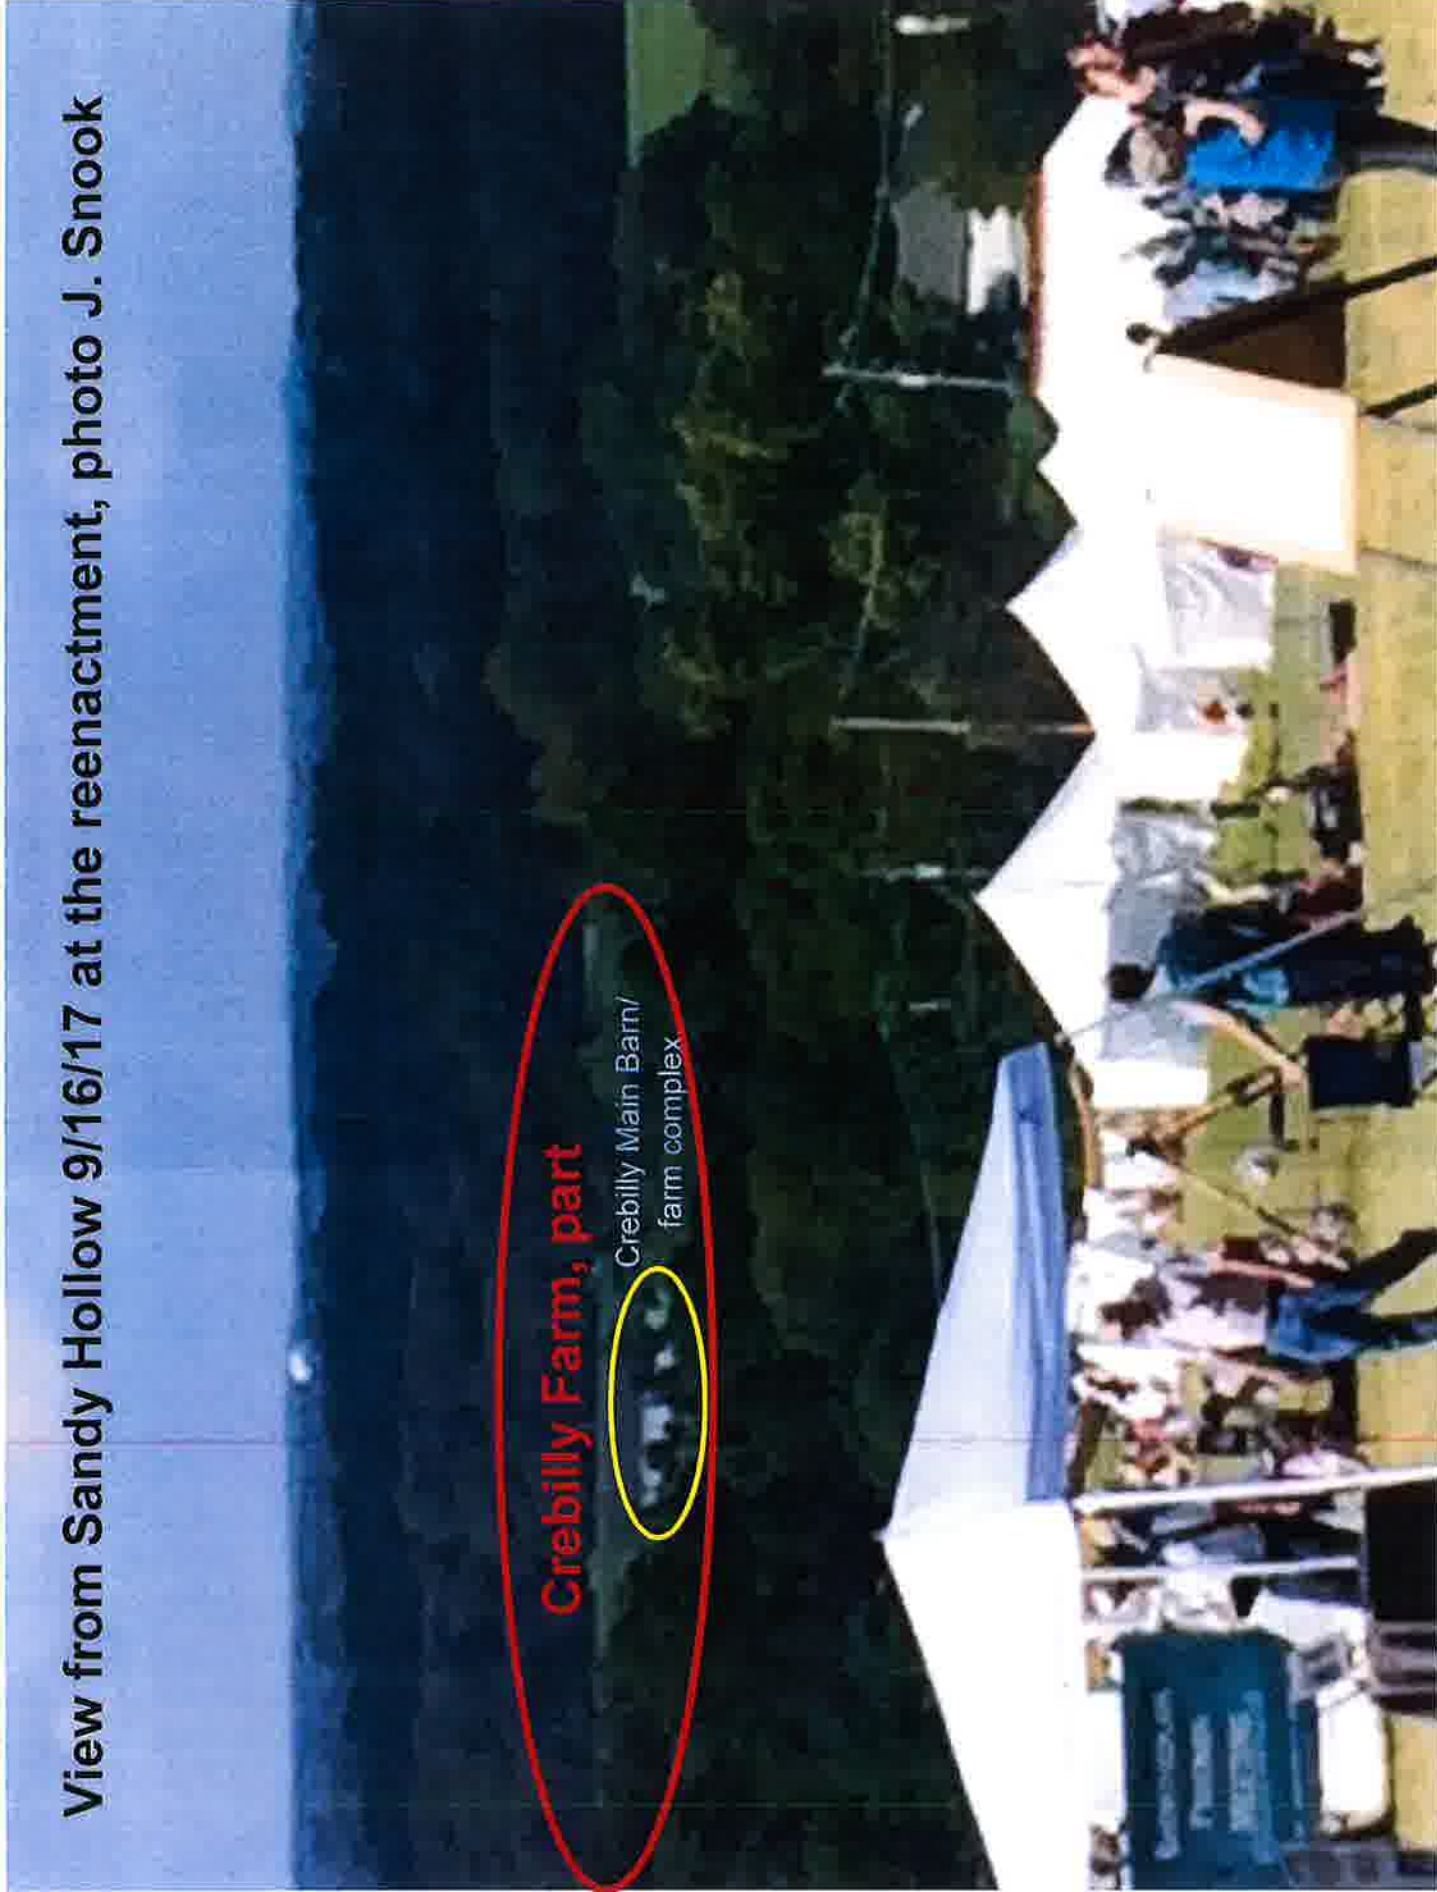 View from Sandy Hollow 9/16/17 at the reenactment, photo J. Snook
Crebilly Farm, part
Crebilly Main Barn/
farm complex